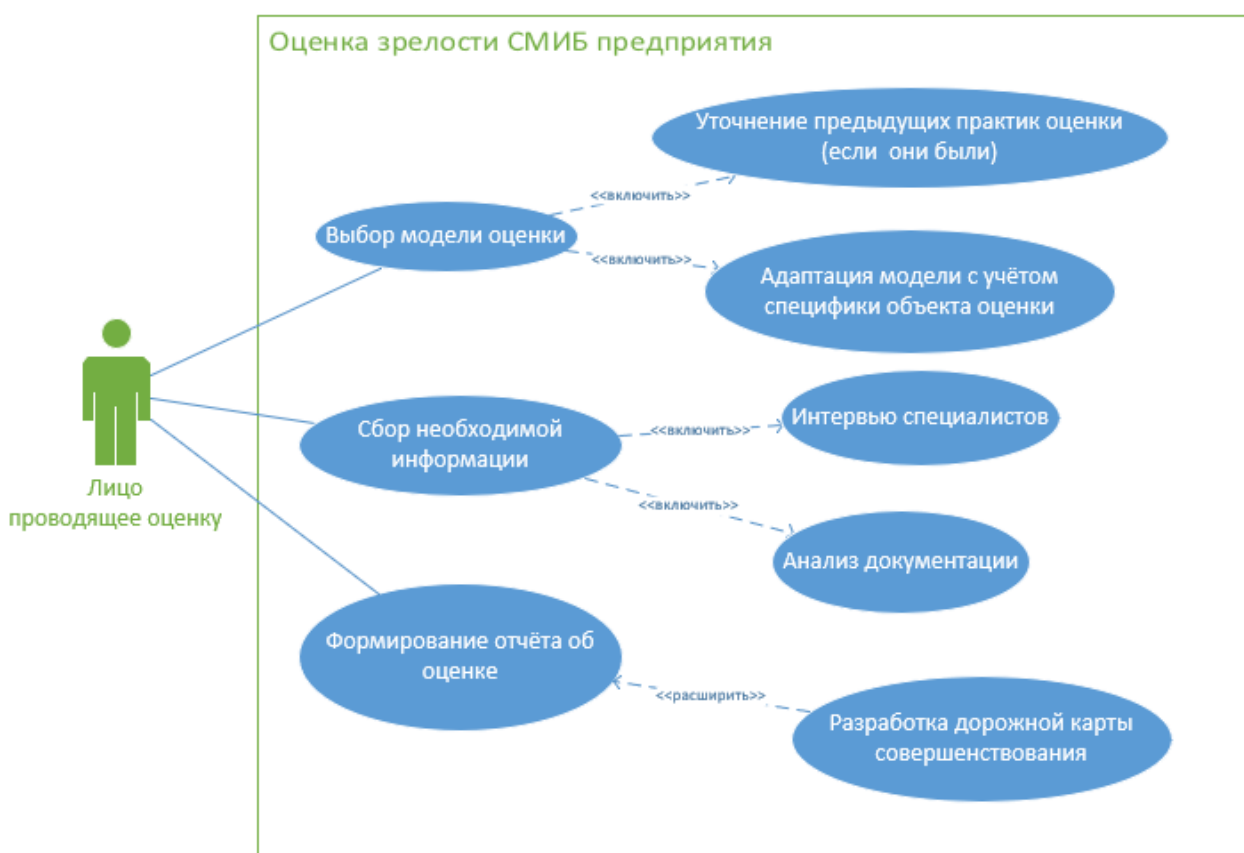 Оценка зрелости СМИБ предприятия
Уточнение предыдущих практик оценки
(если они были)
<<включить>>
Выбор модели оценки
<<включить>>
Адаптация модели с учётом
специфики объекта оценки
Лицо
проводящее оценку
Сбор необходимой
информации
<<включить>>
Интервью специалистов
<<включить>>
Анализ документации
Формирование отчёта об
оценке
<<расширить>>
Разработка дорожной карты
совершенствования